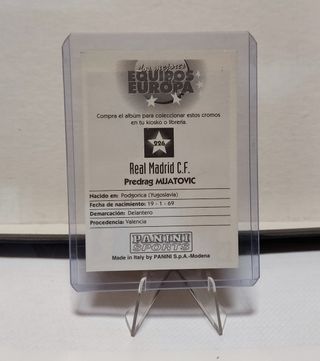 Los mejores
EQUIPOS
EUROPA
Compra el albúm para coleccionar estos cromos
en tu kiosko o librería.
226
Real Madrid C.F.
Predrag MIJATOVIC
Nacido en: Podgorica (Yugoslavia)
Fecha de nacimiento: 19 - 1 - 69
Demarcación: Delantero
Procedencia: Valencia
PANINI
SPORTS
Made in Italy by PANINI S.p.A.-Modena